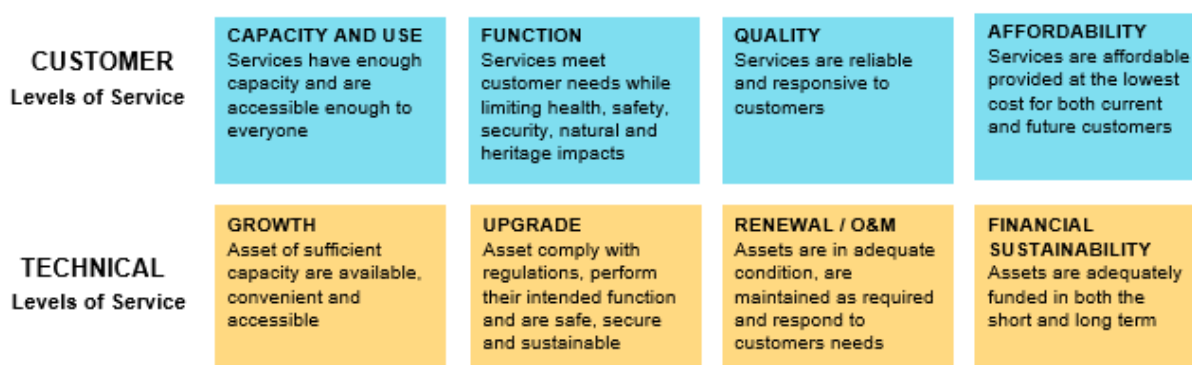 CUSTOMER
Levels of Service
CAPACITY AND USE
Services have enough
capacity and are
accessible enough to
everyone
FUNCTION
Services meet
customer needs while
limiting health, safety,
security, natural and
heritage impacts
QUALITY
Services are reliable
and responsive to
customers
AFFORDABILITY
Services are affordable
provided at the lowest
cost for both current
and future customers
TECHNICAL
Levels of Service
GROWTH
Asset of sufficient
capacity are available,
convenient and
accessible
UPGRADE
Asset comply with
regulations, perform
their intended function
and are safe, secure
and sustainable
RENEWAL / O&M
Assets are in adequate
condition, are
maintained as required
and respond to
customers needs
FINANCIAL
SUSTAINABILITY
Assets are adequately
funded in both the
short and long term